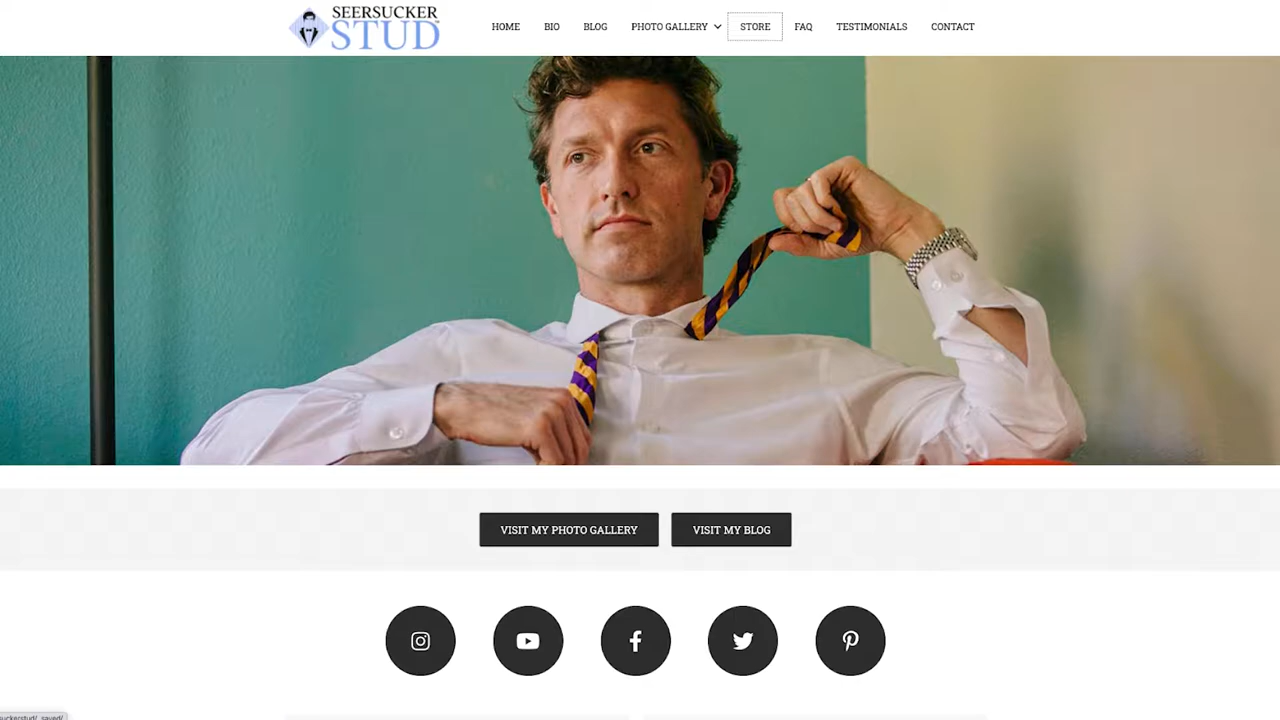 SEERSUCKER
STUD
HOME BIO BLOG PHOTO GALLERY STORE FAQ TESTIMONIALS CONTACT
VISIT MY PHOTO GALLERY VISIT MY BLOG